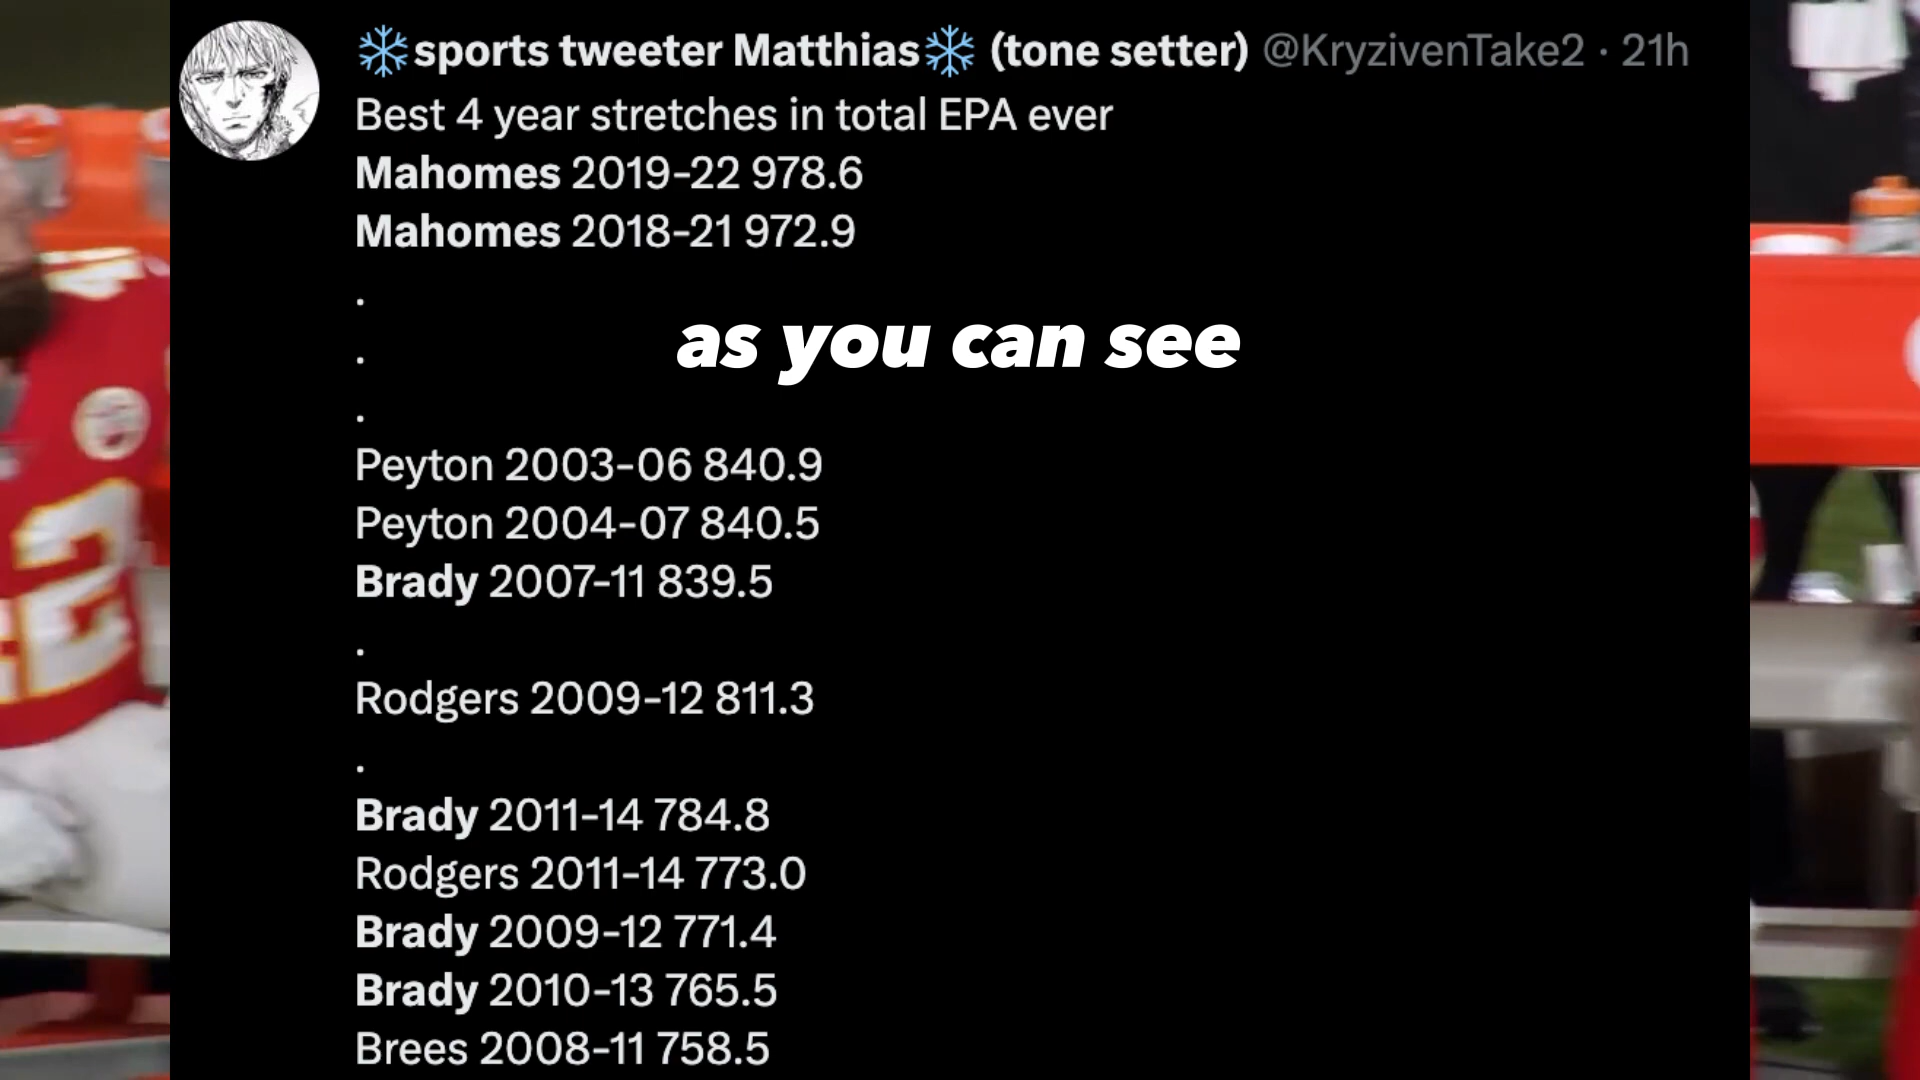 ❄️sports tweeter Matthias❄️ (tone setter) @KryzivenTake2 · 21h
Best 4 year stretches in total EPA ever
Mahomes 2019-22 978.6
Mahomes 2018-21 972.9
.
.
as you can see
.
Peyton 2003-06 840.9
Peyton 2004-07 840.5
Brady 2007-11 839.5
.
Rodgers 2009-12 811.3
.
Brady 2011-14 784.8
Rodgers 2011-14 773.0
Brady 2009-12 771.4
Brady 2010-13 765.5
Brees 2008-11 758.5